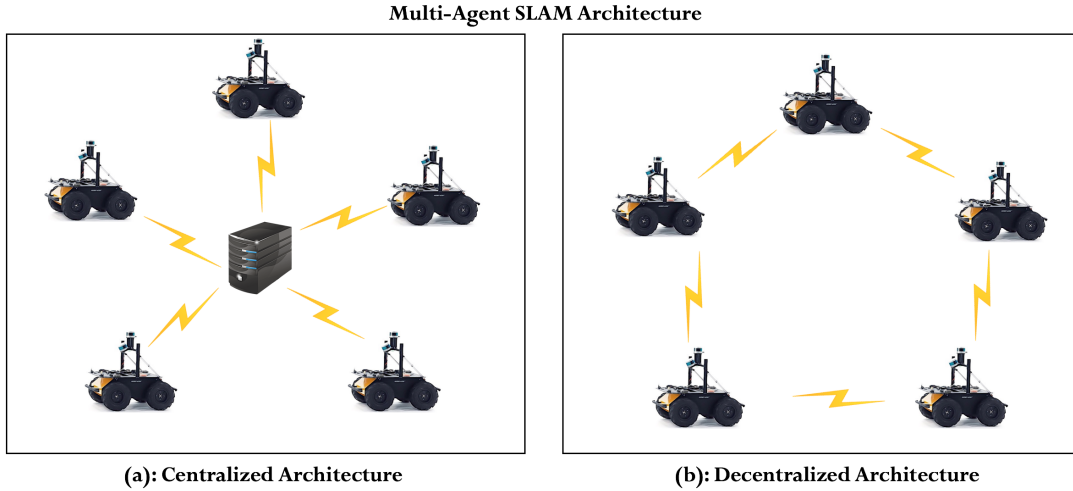 Multi-Agent SLAM Architecture
(a): Centralized Architecture
(b): Decentralized Architecture